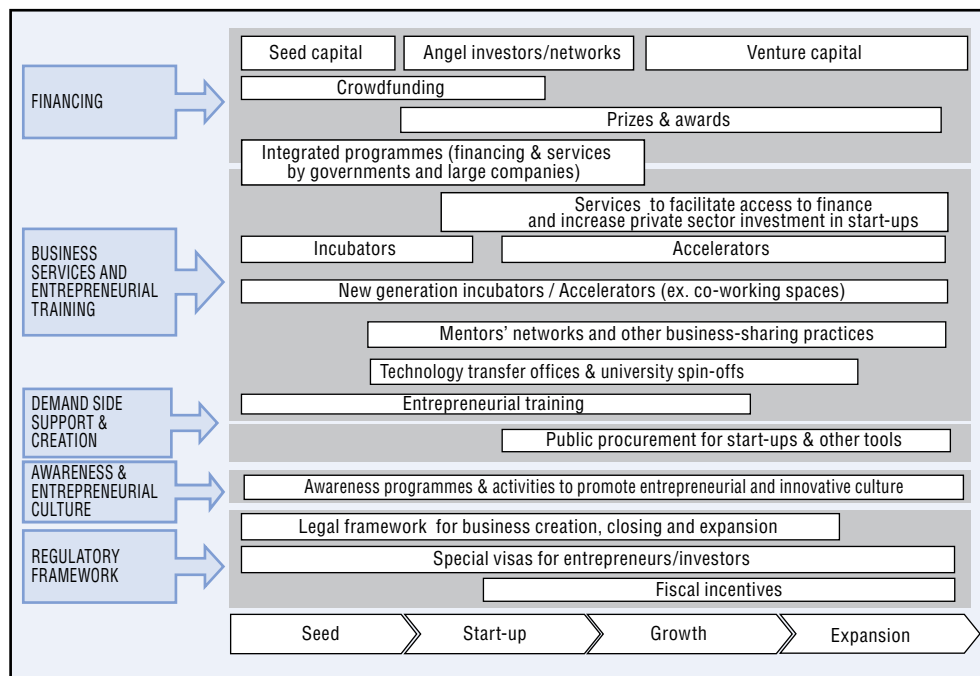 FINANCING
Seed capital
Angel investors/networks
Venture capital
Crowdfunding
Prizes & awards
Integrated programmes (financing & services
by governments and large companies)
BUSINESS
SERVICES AND
ENTREPRENEURIAL
TRAINING
Services to facilitate access to finance
and increase private sector investment in start-ups
Incubators
Accelerators
New generation incubators / Accelerators (ex. co-working spaces)
Mentors' networks and other business-sharing practices
Technology transfer offices & university spin-offs
Entrepreneurial training
DEMAND SIDE
SUPPORT &
CREATION
Public procurement for start-ups & other tools
AWARENESS &
ENTREPRENEURIAL
CULTURE
Awareness programmes & activities to promote entrepreneurial and innovative culture
REGULATORY
FRAMEWORK
Legal framework for business creation, closing and expansion
Special visas for entrepreneurs/investors
Fiscal incentives
Seed
Start-up
Growth
Expansion